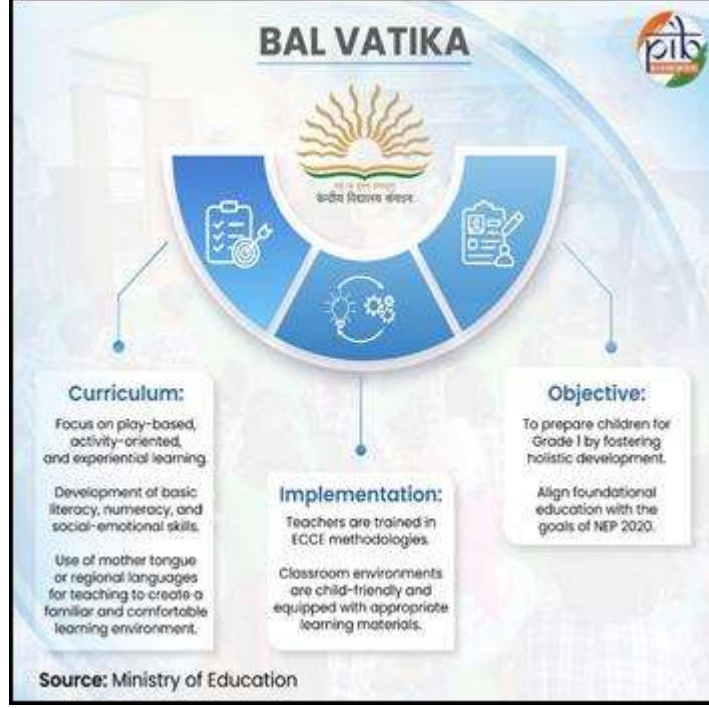 BAL VATIKA
pib
केन्द्रीय विद्यालय संगठन
Curriculum:
Focus on play-based,
activity-oriented,
and experiential learning.
Development of basic
literacy, numeracy, and
social-emotional skills.
Use of mother tongue
or regional languages
for teaching to create a
familiar and comfortable
learning environment.
Implementation:
Teachers are trained in
ECCE methodologies.
Classroom environments
are child-friendly and
equipped with appropriate
learning materials.
Objective:
To prepare children for
Grade 1 by fostering
holistic development.
Align foundational
education with the
goals of NEP 2020.
Source: Ministry of Education